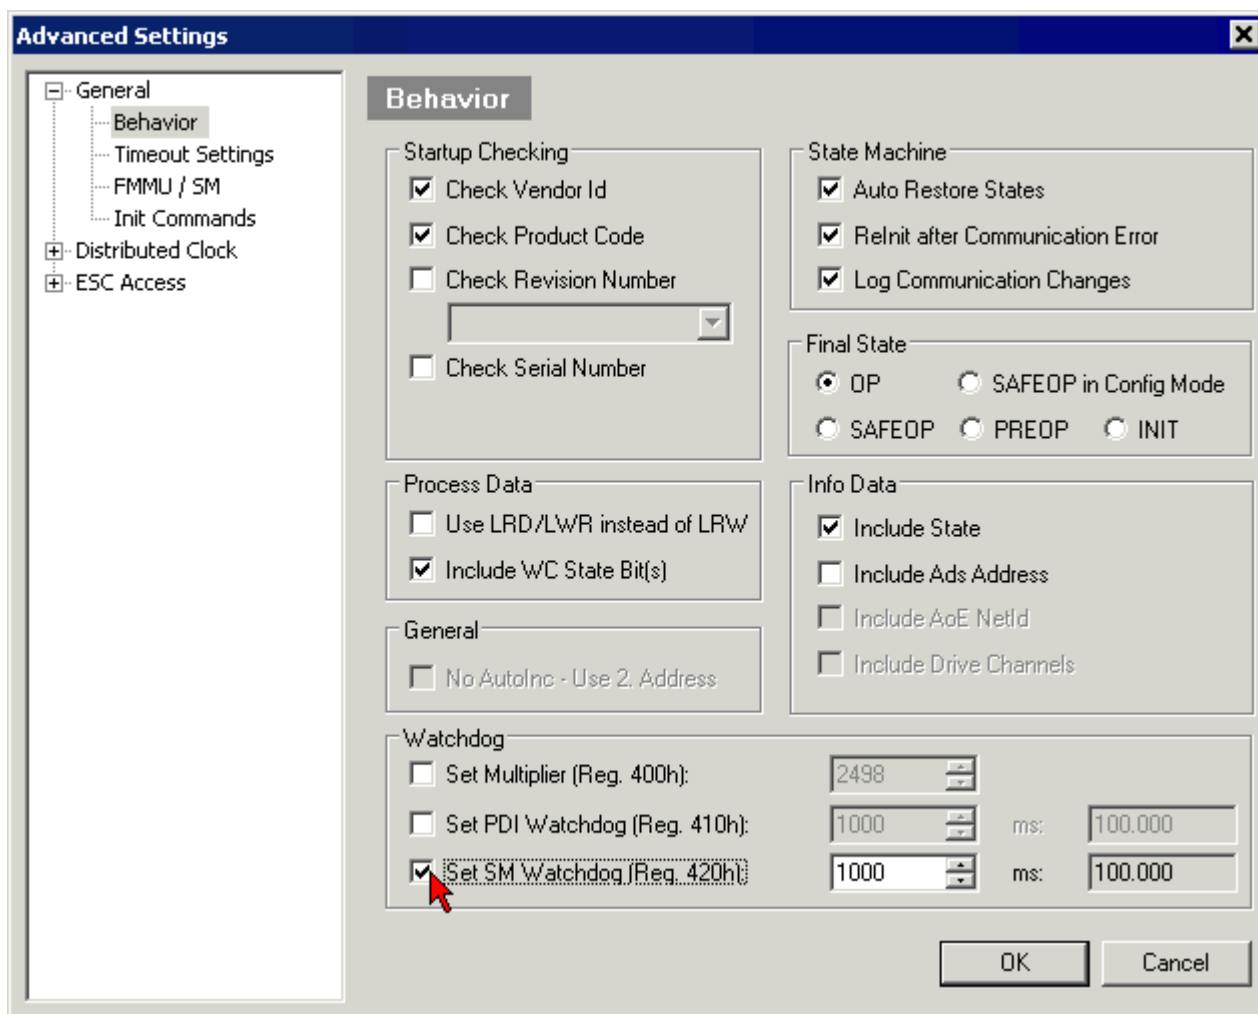 Advanced Settings
General
Behavior
Timeout Settings
FMMU / SM
Init Commands
Distributed Clock
ESC Access
Behavior
Startup Checking
Check Vendor Id
Check Product Code
Check Revision Number
Check Serial Number
State Machine
Auto Restore States
ReInit after Communication Error
Log Communication Changes
Final State
OP SAFEOP in Config Mode
SAFEOP PREOP INIT
Process Data
Use LRD/LWR instead of LRW
Include WC State Bit(s)
General
No AutoInc - Use 2. Address
Info Data
Include State
Include Ads Address
Include AoE NetId
Include Drive Channels
Watchdog
Set Multiplier (Reg. 400h): 2498
Set PDI Watchdog (Reg. 410h): 1000 ms: 100.000
Set SM Watchdog (Reg. 420h): 1000 ms: 100.000
OK Cancel